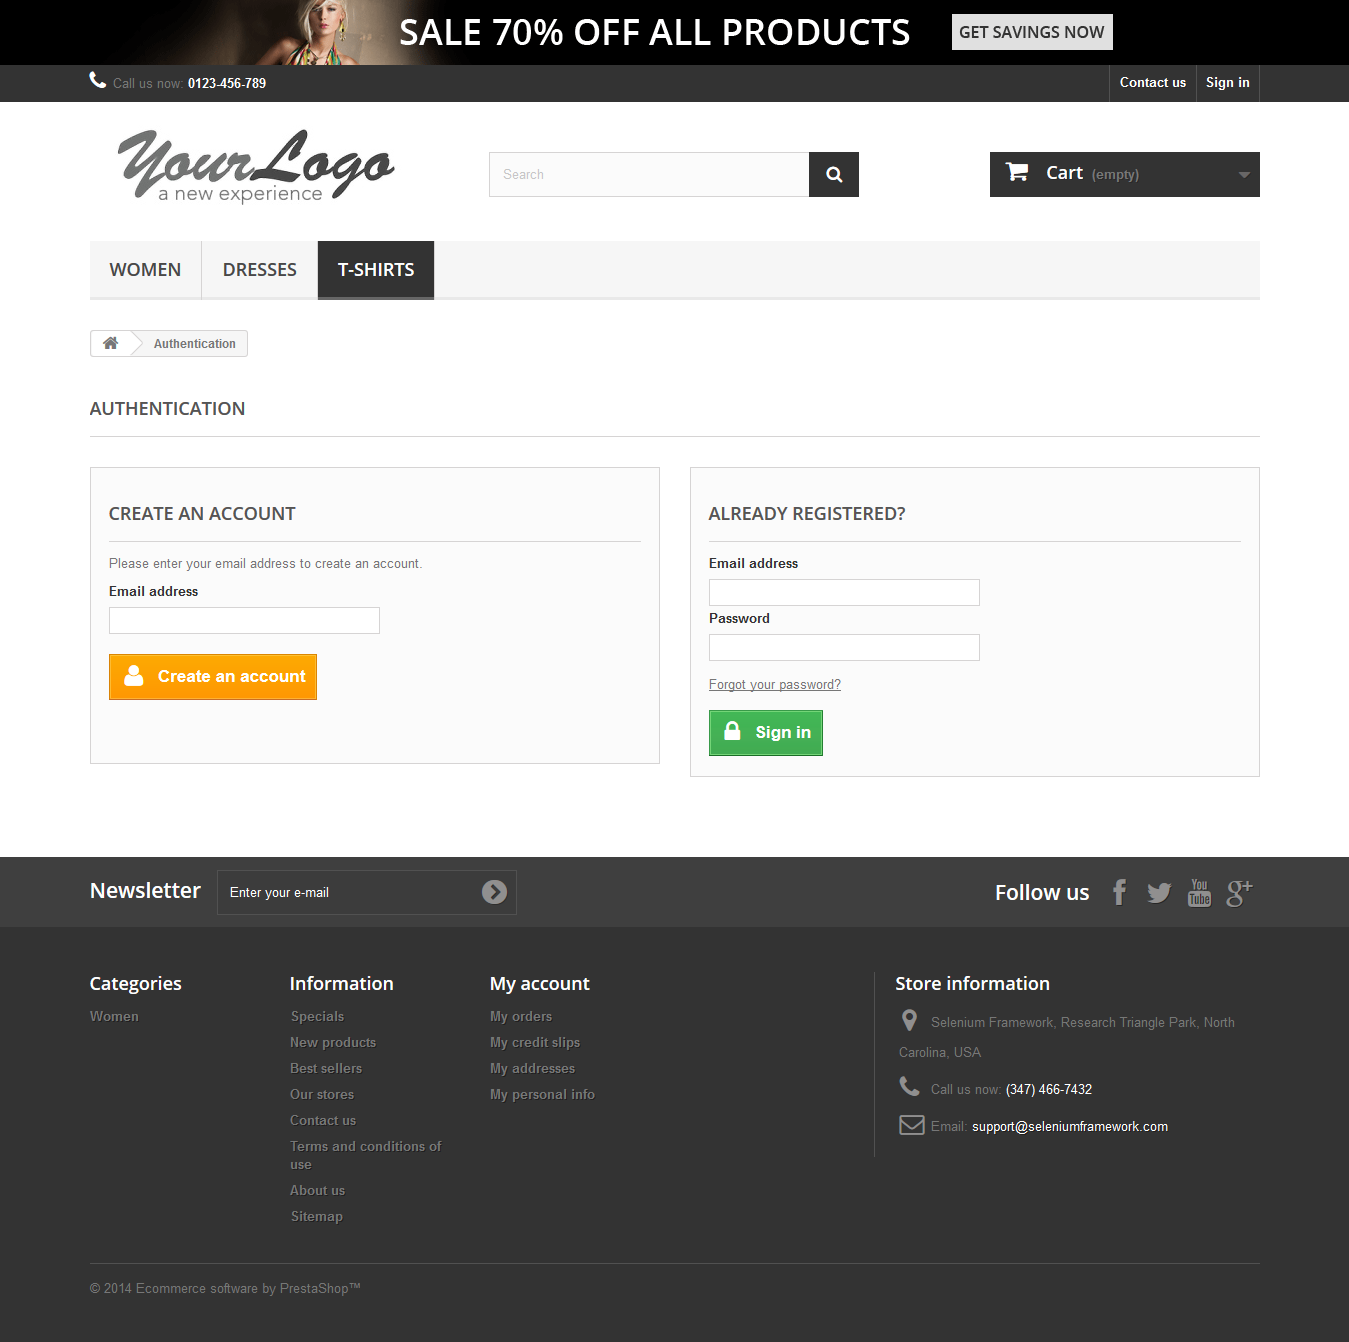 SALE 70% OFF ALL PRODUCTS GET SAVINGS NOW
Call us now: 0123-456-789
Contact us
Sign in
YourLogo
a new experience
Search
Cart (empty)
WOMEN
DRESSES
T-SHIRTS
Authentication
AUTHENTICATION
CREATE AN ACCOUNT
Please enter your email address to create an account.
Email address
Create an account
ALREADY REGISTERED?
Email address
Password
Forgot your password?
Sign in
Newsletter
Enter your e-mail
Follow us
You
Tube
g+
Categories
Women
Information
Specials
New products
Best sellers
Our stores
Contact us
Terms and conditions of
use
About us
Sitemap
My account
My orders
My credit slips
My addresses
My personal info
Store information
Selenium Framework, Research Triangle Park, North
Carolina, USA
Call us now: (347) 466-7432
Email: support@seleniumframework.com
© 2014 Ecommerce software by PrestaShop™